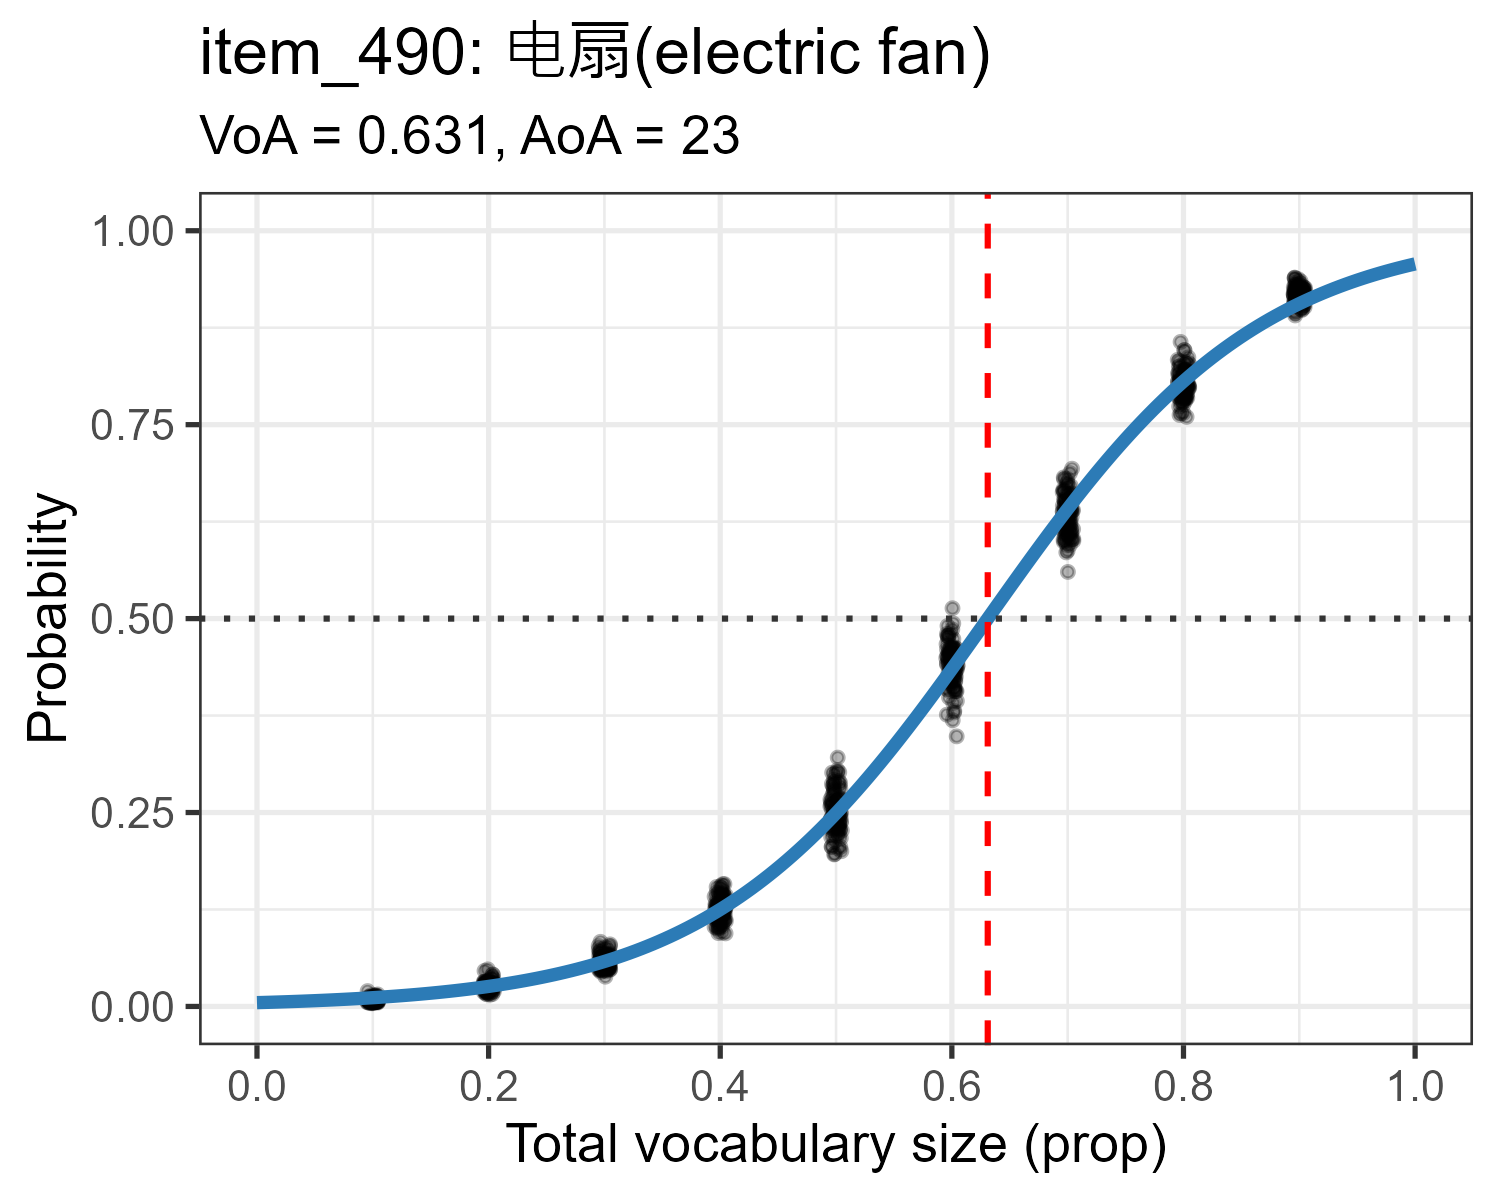 item_490: 电扇(electric fan)
VoA = 0.631, AoA = 23
1.00
0.75
0.50
0.25
0.00
Probability
0.0 0.2 0.4 0.6 0.8 1.0
Total vocabulary size (prop)